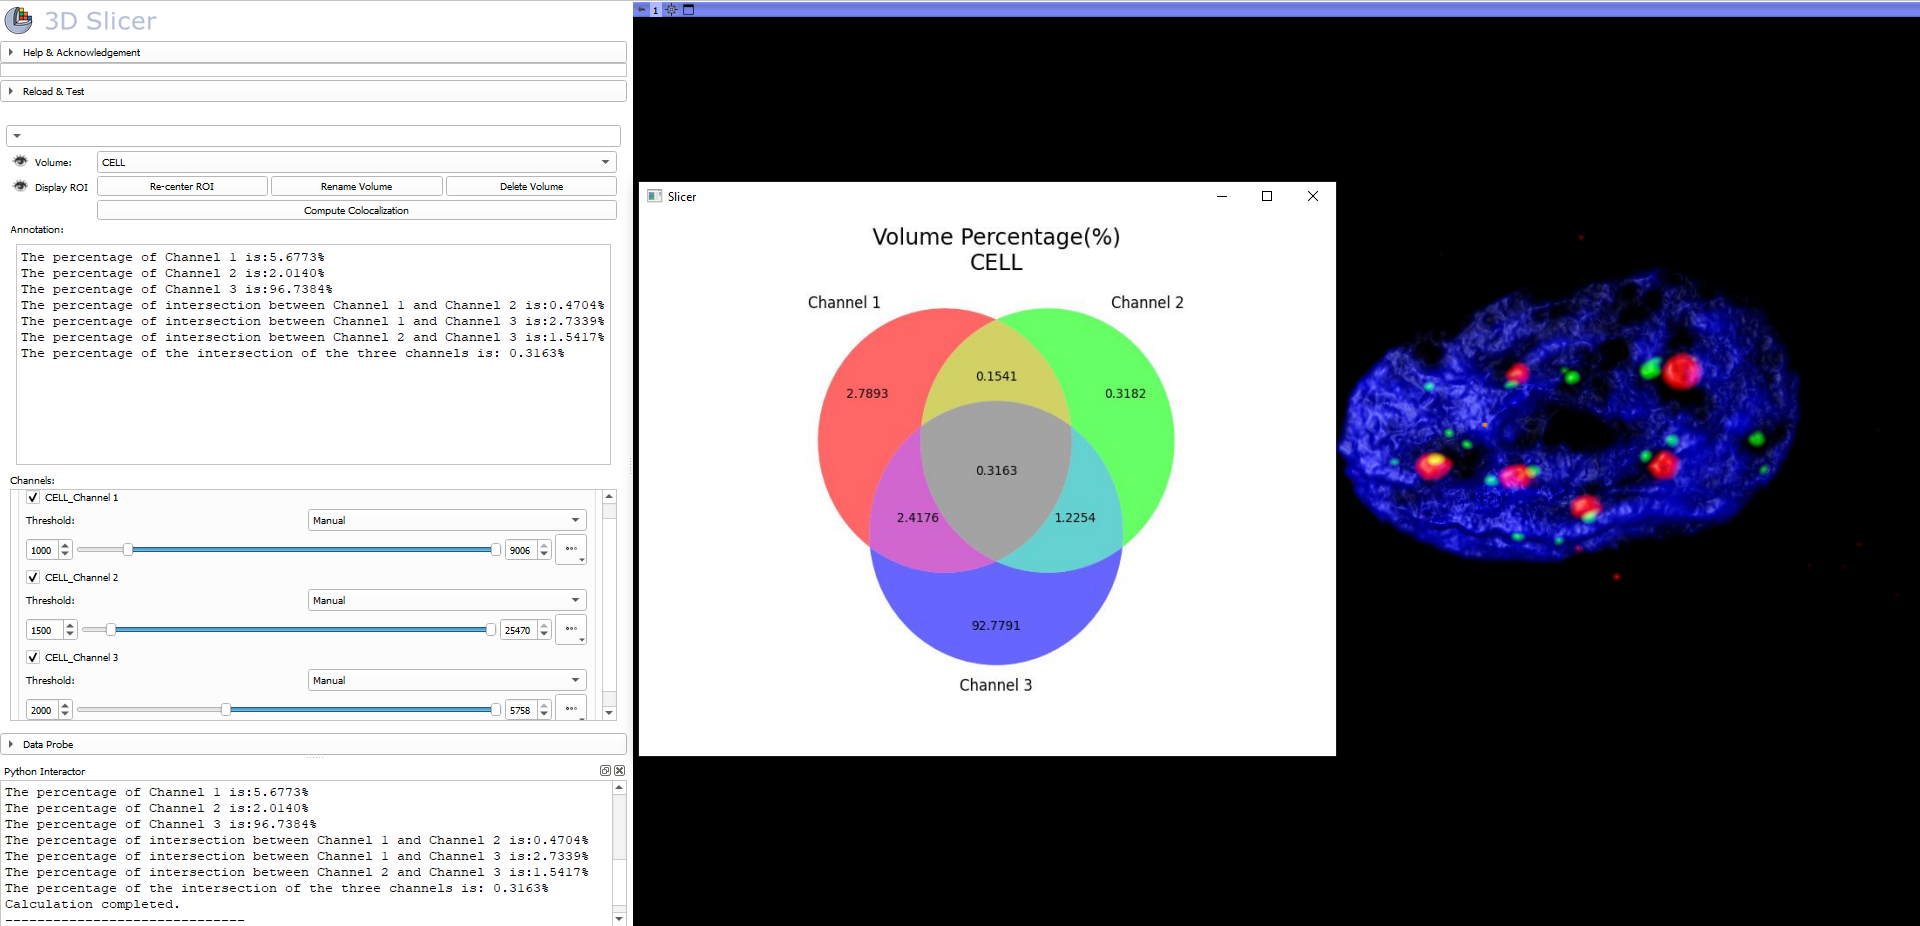 3D Slicer
Help & Acknowledgement
Reload & Test
Volume:
CELL
Display ROI
Re-center ROI
Rename Volume
Delete Volume
Compute Colocalization
Annotation:
The percentage of Channel 1 is:5.6773%
The percentage of Channel 2 is:2.0140%
The percentage of Channel 3 is:96.7384%
The percentage of intersection between Channel 1 and Channel 2 is:0.4704%
The percentage of intersection between Channel 1 and Channel 3 is:2.7339%
The percentage of intersection between Channel 2 and Channel 3 is:1.5417%
The percentage of the intersection of the three channels is: 0.3163%
Channels:
CELL_Channel 1
Threshold:
Manual
1000
9006
CELL_Channel 2
Threshold:
Manual
1500
25470
CELL_Channel 3
Threshold:
Manual
2000
5758
Data Probe
Python Interactor
The percentage of Channel 1 is:5.6773%
The percentage of Channel 2 is:2.0140%
The percentage of Channel 3 is:96.7384%
The percentage of intersection between Channel 1 and Channel 2 is:0.4704%
The percentage of intersection between Channel 1 and Channel 3 is:2.7339%
The percentage of intersection between Channel 2 and Channel 3 is:1.5417%
The percentage of the intersection of the three channels is: 0.3163%
Calculation completed.
------------------------------
1
Slicer
Volume Percentage(%)
CELL
Channel 1
Channel 2
0.1541
2.7893
0.3182
0.3163
2.4176
1.2254
92.7791
Channel 3